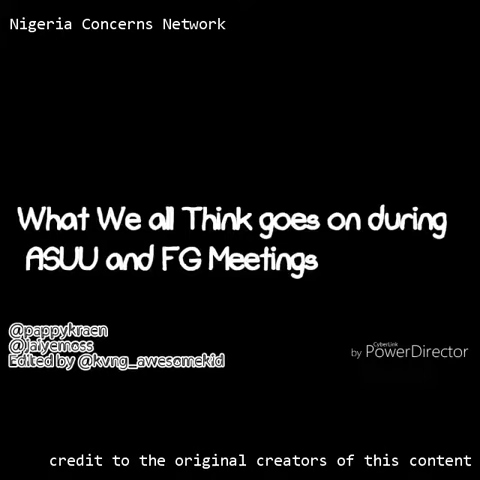 Nigeria Concerns Network
What We all Think goes on during
ASUU and FG Meetings
@pappykraen
@jaiyemoss
Edited by @kvng_awesomekid
CyberLink
by PowerDirector
credit to the original creators of this content